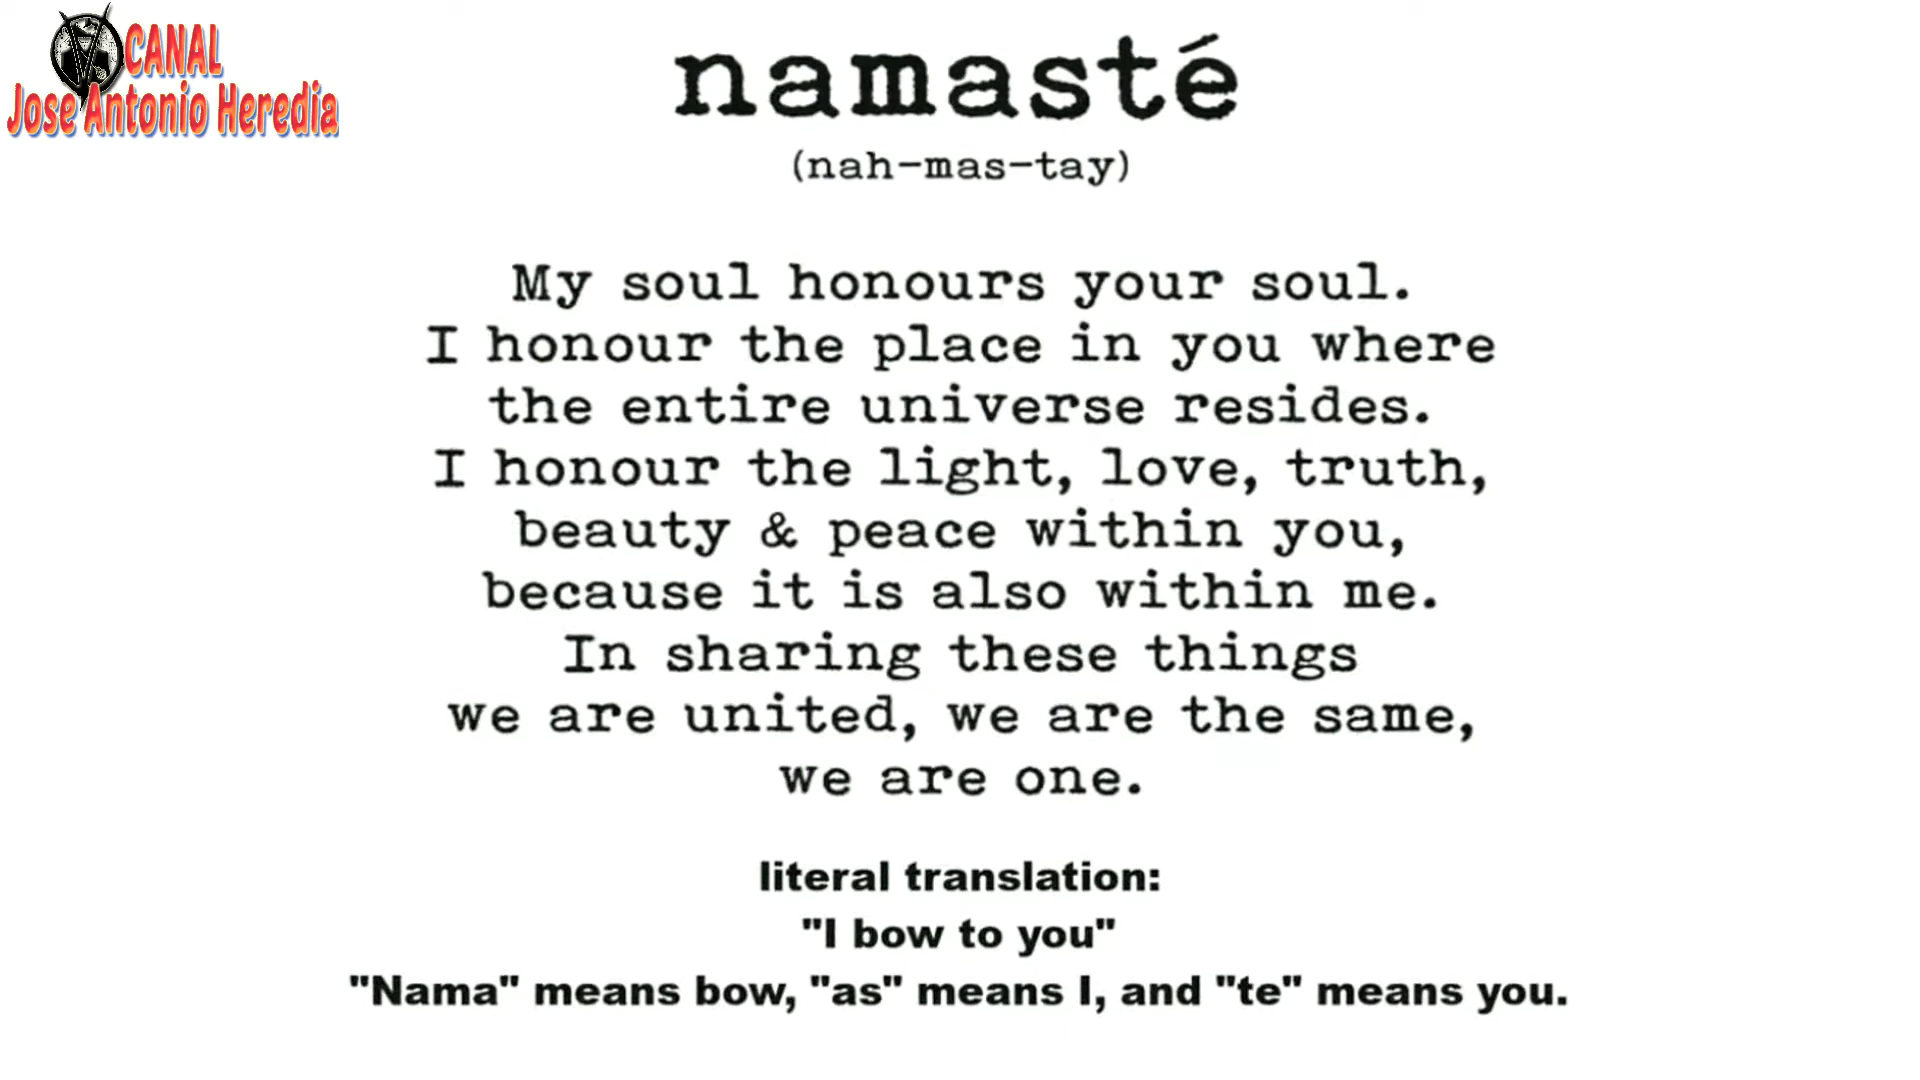 CANAL
Jose Antonio Heredia
namasté
(nah-mas-tay)
My soul honours your soul.
I honour the place in you where
the entire universe resides.
I honour the light, love, truth,
beauty & peace within you,
because it is also within me.
In sharing these things
we are united, we are the same,
we are one.
literal translation:
"I bow to you"
"Nama" means bow, "as" means I, and "te" means you.